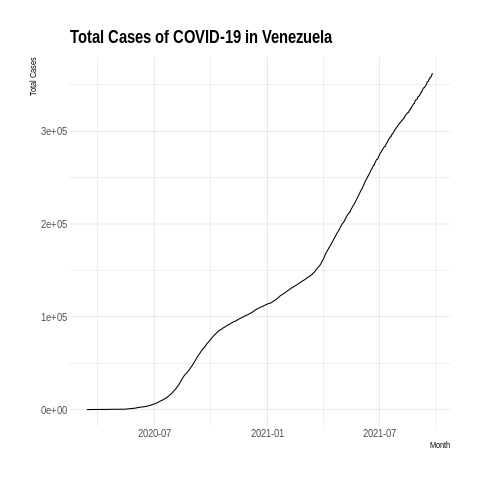 Total Cases of COVID-19 in Venezuela
Total Cases
3e+05
2e+05
1e+05
0e+00
2020-07 2021-01 2021-07
Month